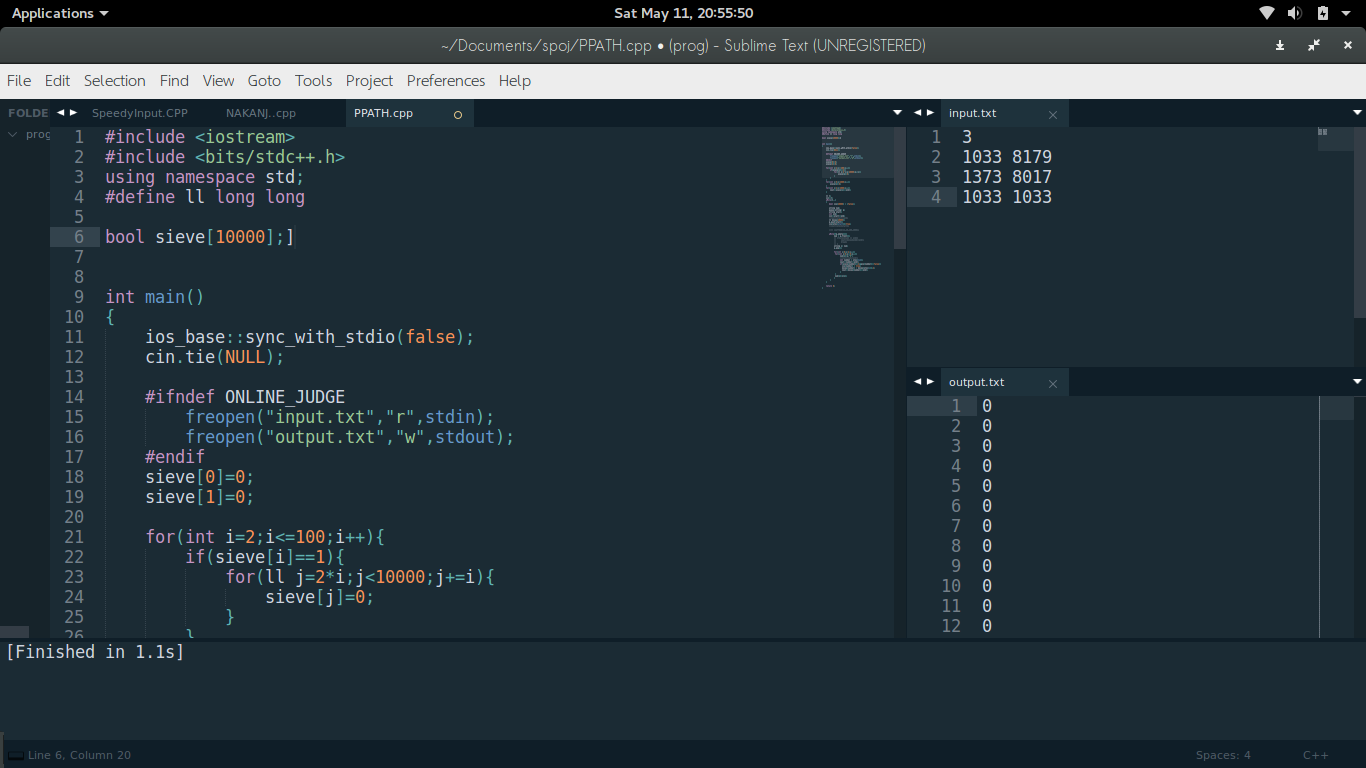 Applications
Sat May 11, 20:55:50
~/Documents/spoj/PPATH.cpp • (prog) - Sublime Text (UNREGISTERED)
File Edit Selection Find View Goto Tools Project Preferences Help
FOLDE
prog
SpeedyInput.CPP NAKANJ..cpp PPATH.cpp
1 #include <iostream>
2 #include <bits/stdc++.h>
3 using namespace std;
4 #define ll long long
5
6 bool sieve[10000];]
7
8
9 int main()
10 {
11 ios_base::sync_with_stdio(false);
12 cin.tie(NULL);
13
14 #ifndef ONLINE_JUDGE
15 freopen("input.txt","r",stdin);
16 freopen("output.txt","w",stdout);
17 #endif
18 sieve[0]=0;
19 sieve[1]=0;
20
21 for(int i=2;i<=100;i++){
22 if(sieve[i]==1){
23 for(ll j=2*i;j<10000;j+=i){
24 sieve[j]=0;
25 }
26 }
input.txt
1 3
2 1033 8179
3 1373 8017
4 1033 1033
output.txt
1 0
2 0
3 0
4 0
5 0
6 0
7 0
8 0
9 0
10 0
11 0
12 0
[Finished in 1.1s]
Line 6, Column 20
Spaces: 4
C++